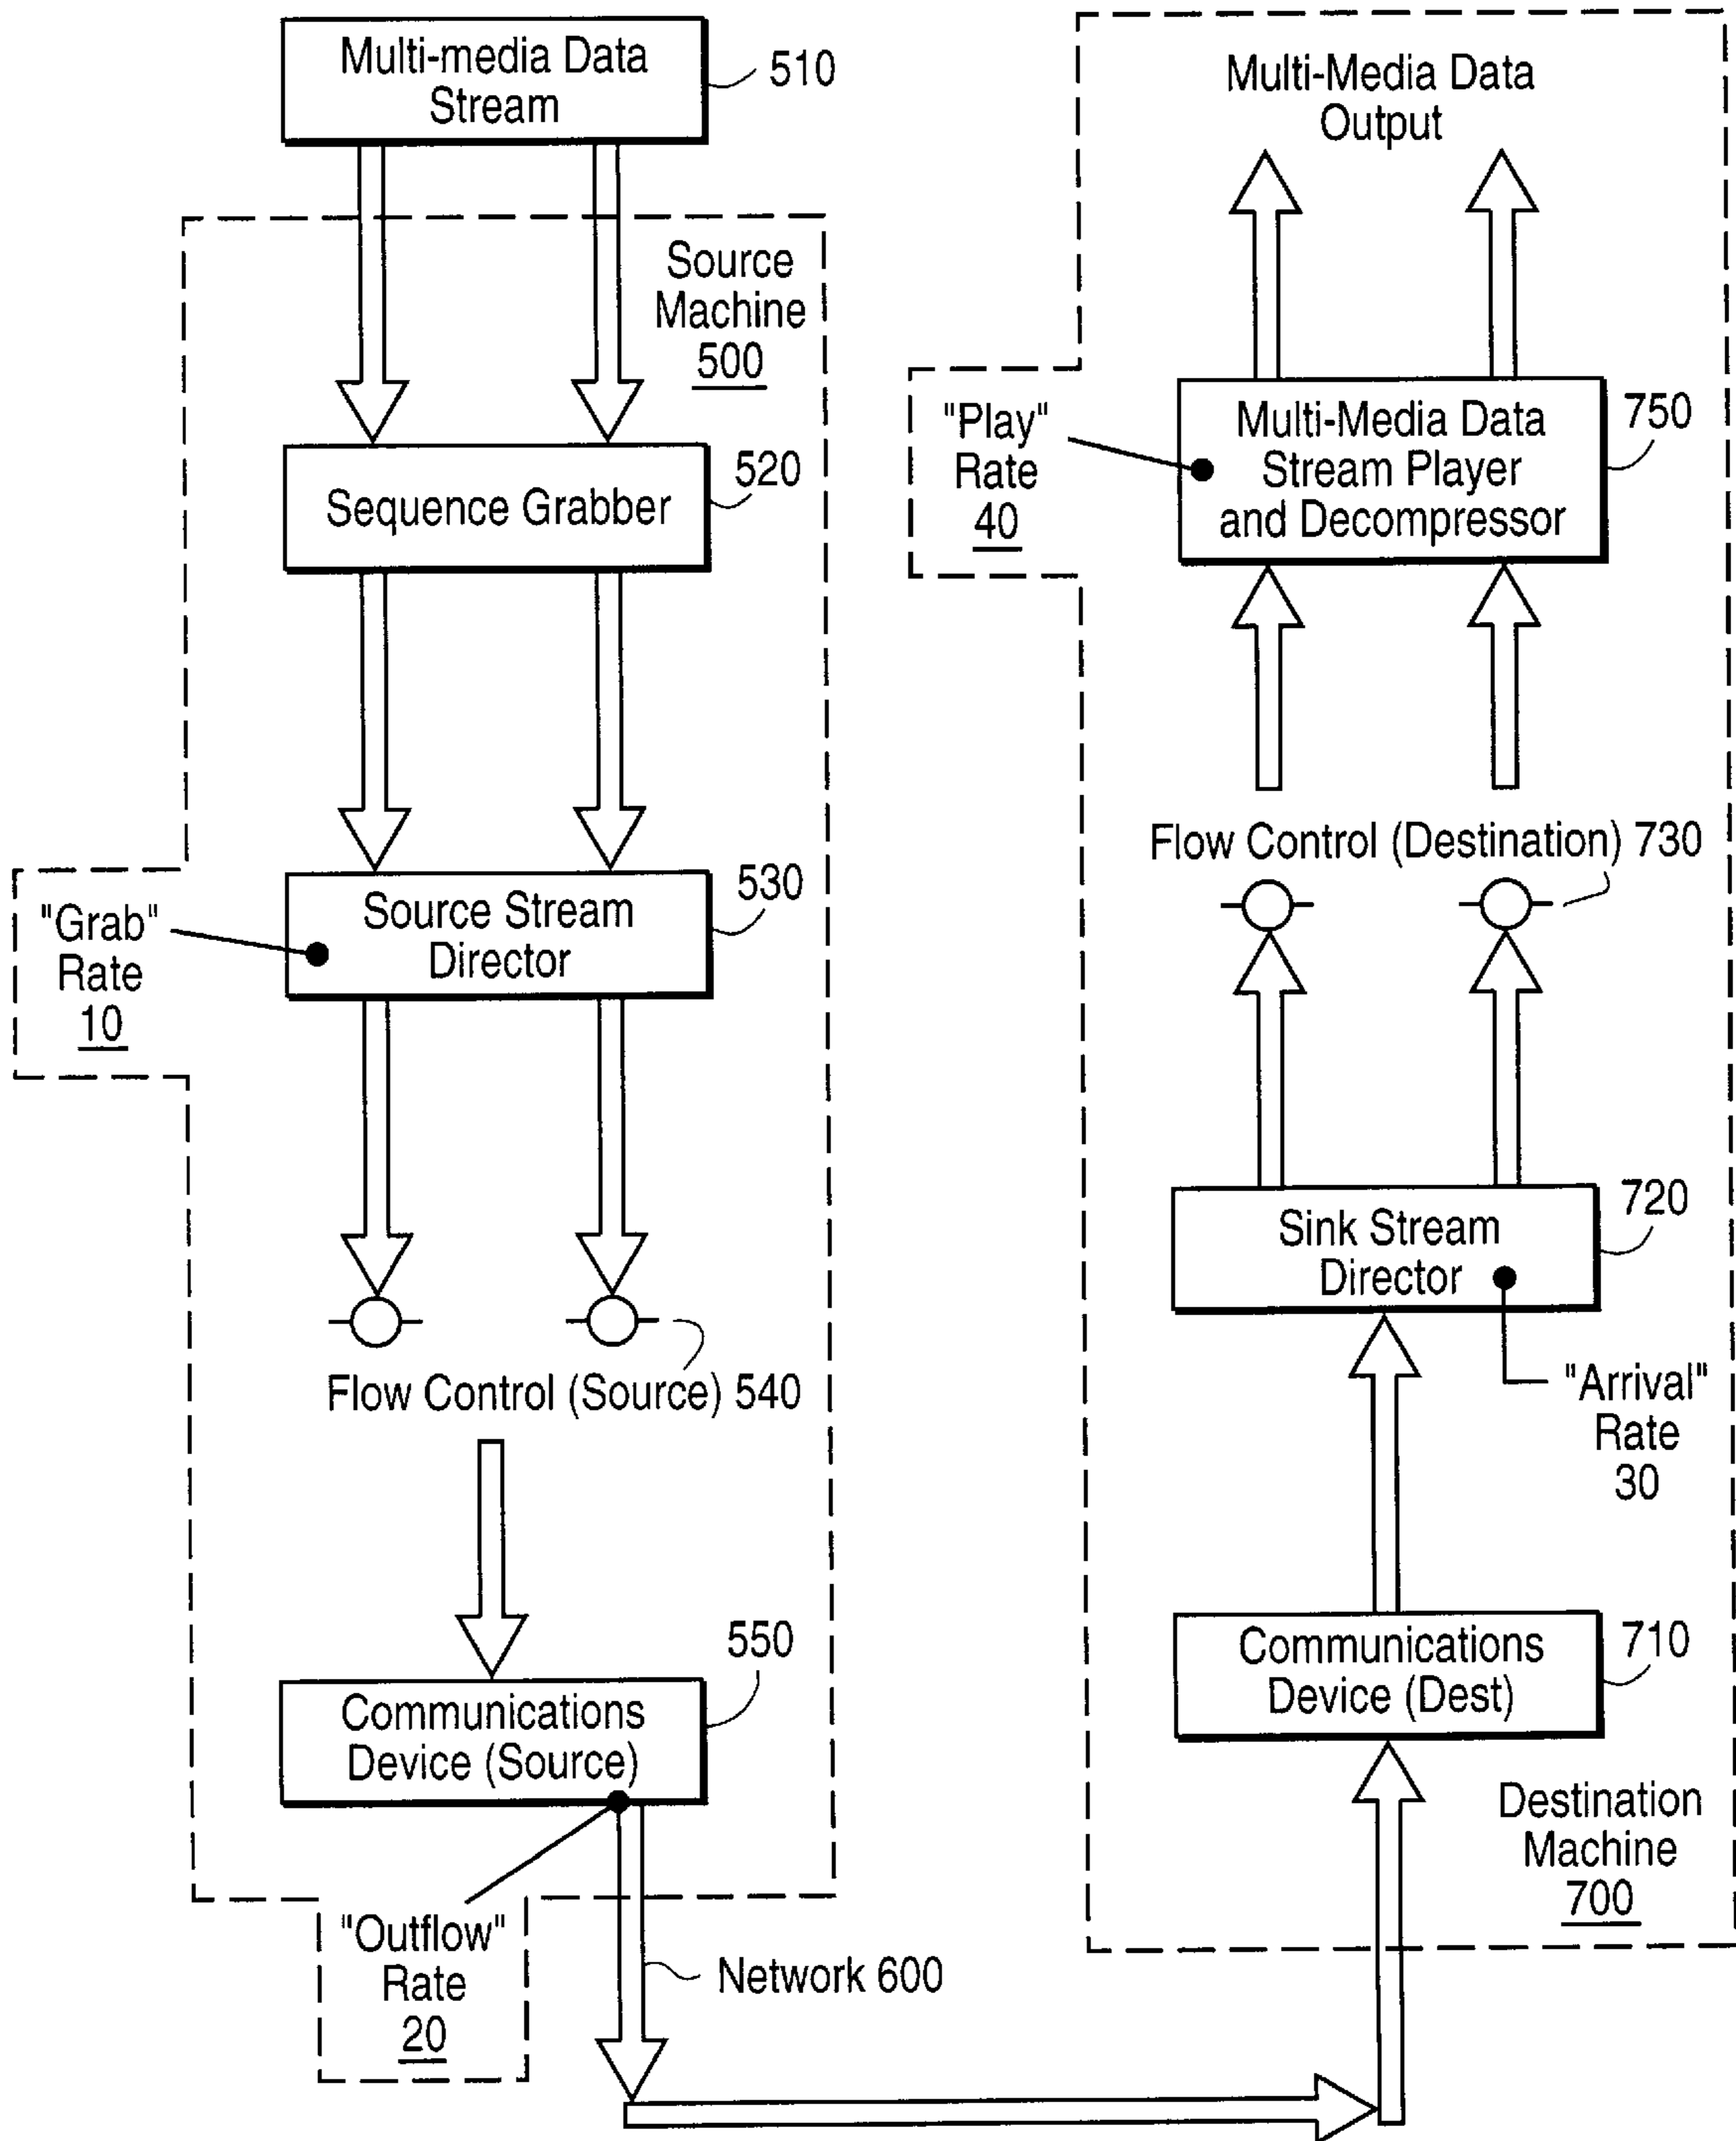 Multi-media Data
Stream
510
Source
Machine
500
Sequence Grabber
520
"Grab"
Rate
10
Source Stream
Director
530
Flow Control (Source) 540
Communications
Device (Source)
550
"Outflow"
Rate
20
Network 600
Multi-Media Data
Output
"Play"
Rate
40
Multi-Media Data
Stream Player
and Decompressor
750
Flow Control (Destination) 730
Sink Stream
Director
720
"Arrival"
Rate
30
Communications
Device (Dest)
710
Destination
Machine
700